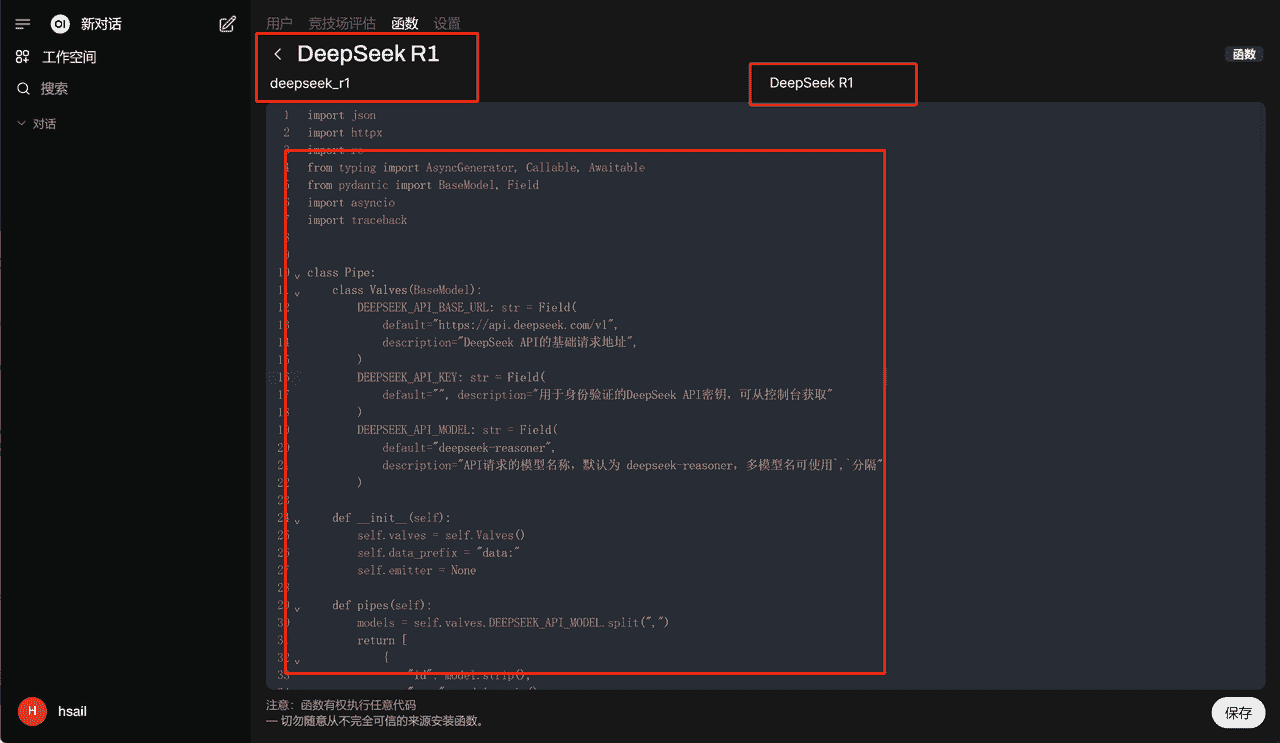 新对话
工作空间
搜索
对话
用户 竞技场评估 函数 设置
DeepSeek R1
函数
deepseek_r1
DeepSeek R1
1 import json
2 import httpx
3 import re
4 from typing import AsyncGenerator, Callable, Awaitable
5 from pydantic import BaseModel, Field
6 import asyncio
7 import traceback
8
9
10 class Pipe:
11     class Valves(BaseModel):
12         DEEPSEEK_API_BASE_URL: str = Field(
13             default="https://api.deepseek.com/v1",
14             description="DeepSeek API的基础请求地址",
15         )
16         DEEPSEEK_API_KEY: str = Field(
17             default="", description="用于身份验证的DeepSeek API密钥，可从控制台获取"
18         )
19         DEEPSEEK_API_MODEL: str = Field(
20             default="deepseek-reasoner",
21             description="API请求的模型名称，默认为 deepseek-reasoner，多模型名可使用`,`分隔"
22         )
23
24     def __init__(self):
25         self.valves = self.Valves()
26         self.data_prefix = "data:"
27         self.emitter = None
28
29     def pipes(self):
30         models = self.valves.DEEPSEEK_API_MODEL.split(",")
31         return [
32             {
33                 "id": model.strip(),
注意：函数有权执行任意代码
— 切勿随意从不完全可信的来源安装函数。
保存
H hsail